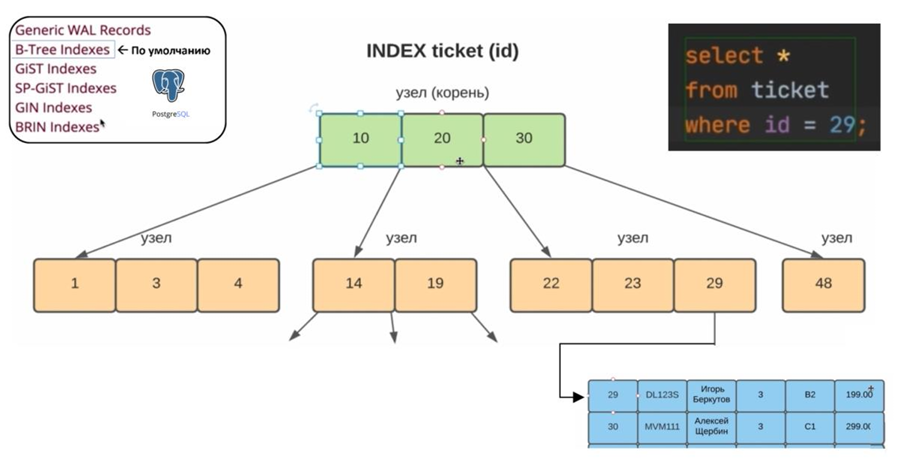 Generic WAL Records
B-Tree Indexes ← По умолчанию
GiST Indexes
SP-GiST Indexes
GIN Indexes
BRIN Indexes
PostgreSQL
INDEX ticket (id)
узел (корень)
10 20 30
select *
from ticket
where id = 29;
узел узел узел узел
1 3 4 14 19 22 23 29 48
29 DL123S Игорь Беркутов 3 B2 199.00
30 MVM111 Алексей Щербин 3 C1 299.00